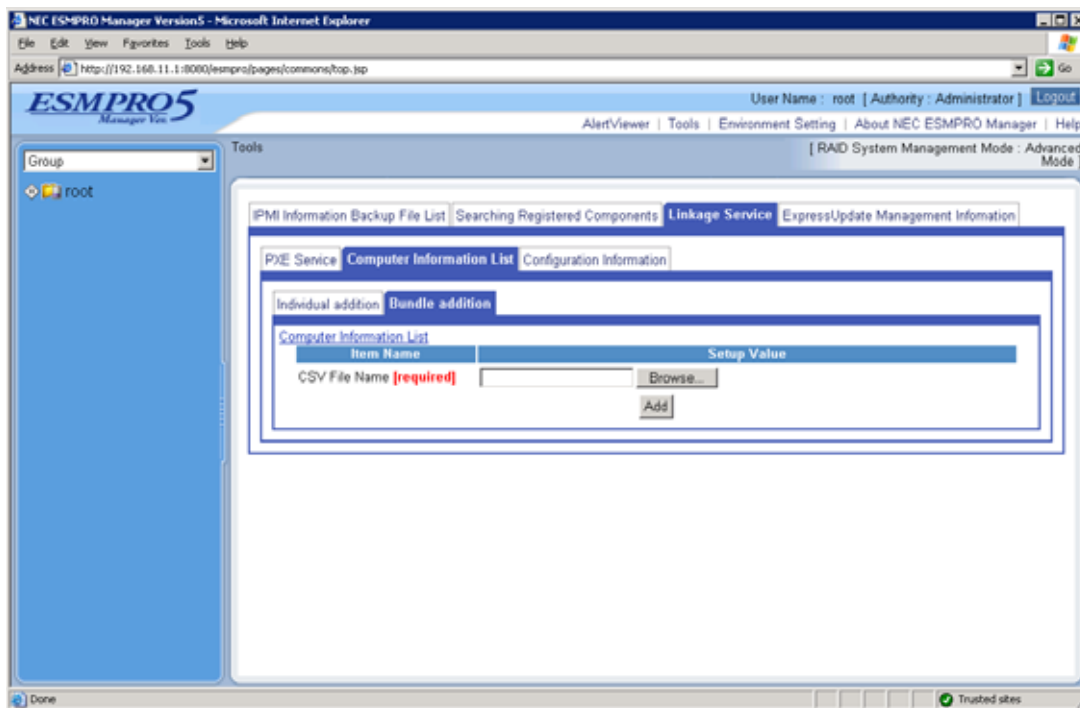 NEC ESMPRO Manager Version5 - Microsoft Internet Explorer
File Edit View Favorites Tools Help
Address http://192.168.11.1:8080/esmpro/pages/commons/top.jsp Go
ESMPRO5
Manager Ver.
User Name : root [ Authority : Administrator ] Logout
AlertViewer | Tools | Environment Setting | About NEC ESMPRO Manager | Help
Group
Tools
[ RAID System Management Mode : Advanced
Mode ]
root
IPMI Information Backup File List Searching Registered Components Linkage Service ExpressUpdate Management Infomation
PXE Service Computer Information List Configuration Information
Individual addition Bundle addition
Computer Information List
Item Name Setup Value
CSV File Name [required] Browse...
Add
Done Trusted sites